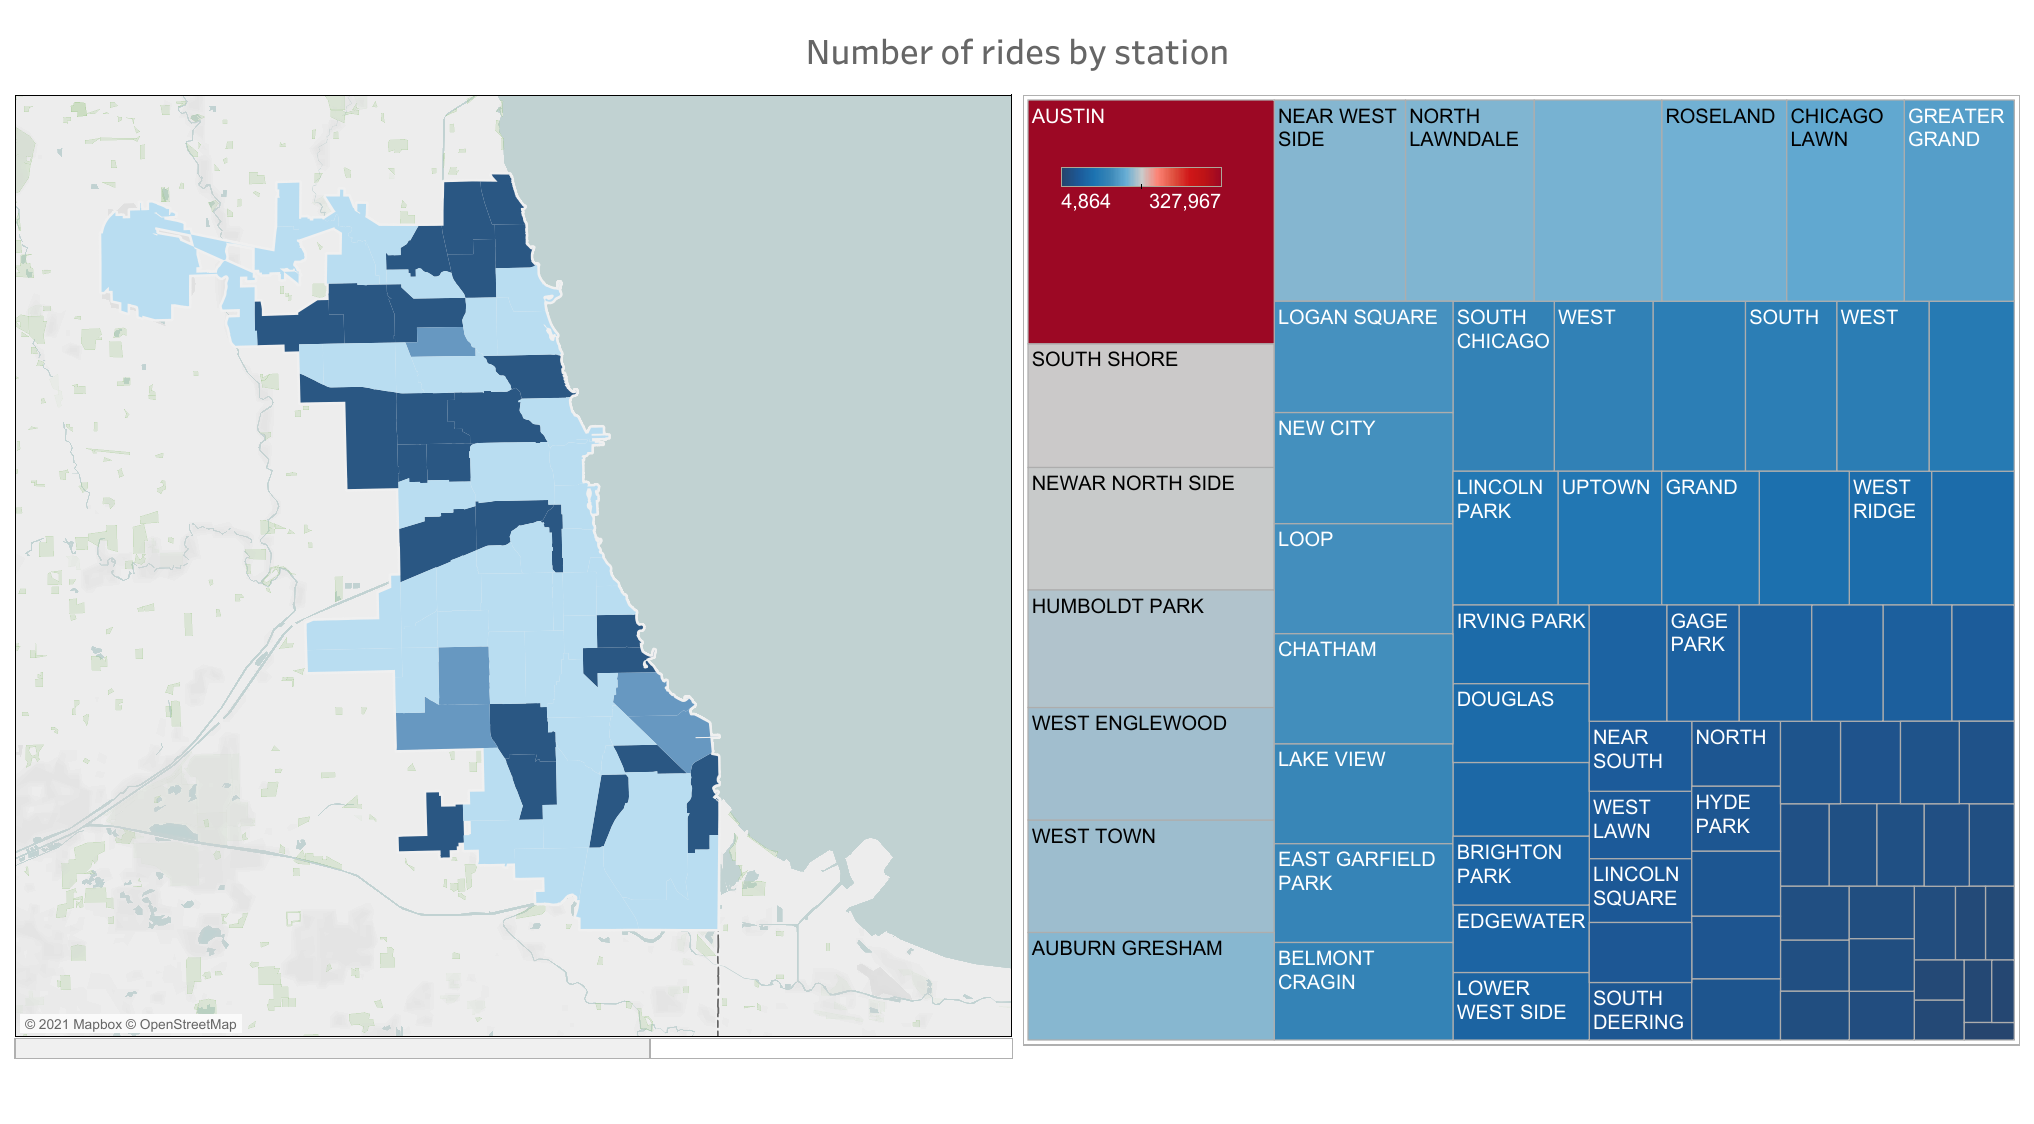 Number of rides by station
© 2021 Mapbox © OpenStreetMap
AUSTIN
4,864 327,967
SOUTH SHORE
NEWAR NORTH SIDE
HUMBOLDT PARK
WEST ENGLEWOOD
WEST TOWN
AUBURN GRESHAM
NEAR WEST
SIDE
NORTH
LAWNDALE
ROSELAND
CHICAGO
LAWN
GREATER
GRAND
LOGAN SQUARE
NEW CITY
LOOP
CHATHAM
LAKE VIEW
EAST GARFIELD
PARK
BELMONT
CRAGIN
SOUTH
CHICAGO
WEST
SOUTH
WEST
LINCOLN
PARK
UPTOWN
GRAND
WEST
RIDGE
IRVING PARK
DOUGLAS
BRIGHTON
PARK
EDGEWATER
LOWER
WEST SIDE
GAGE
PARK
NEAR
SOUTH
WEST
LAWN
LINCOLN
SQUARE
SOUTH
DEERING
NORTH
HYDE
PARK